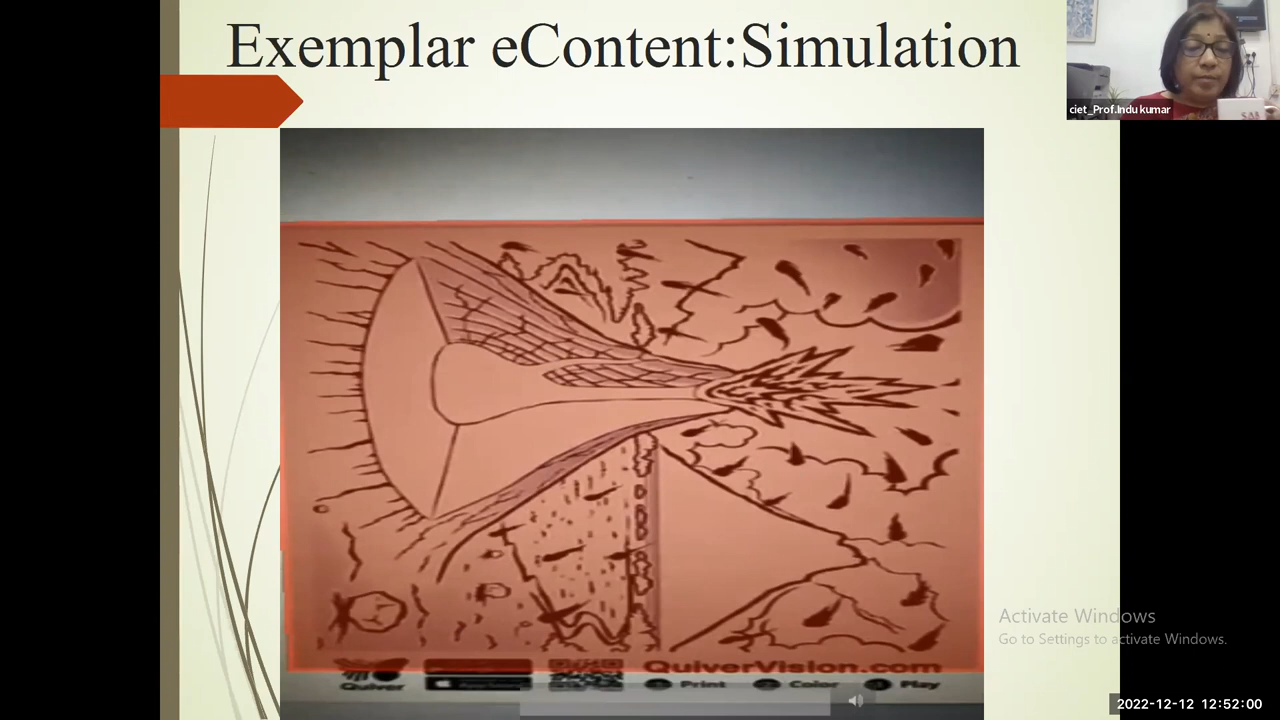 Exemplar eContent:Simulation
ciet_Prof.Indu kumar
QuiverVision.com
Quiver
Print
Color
Play
Activate Windows
Go to Settings to activate Windows.
2022-12-12 12:52:00